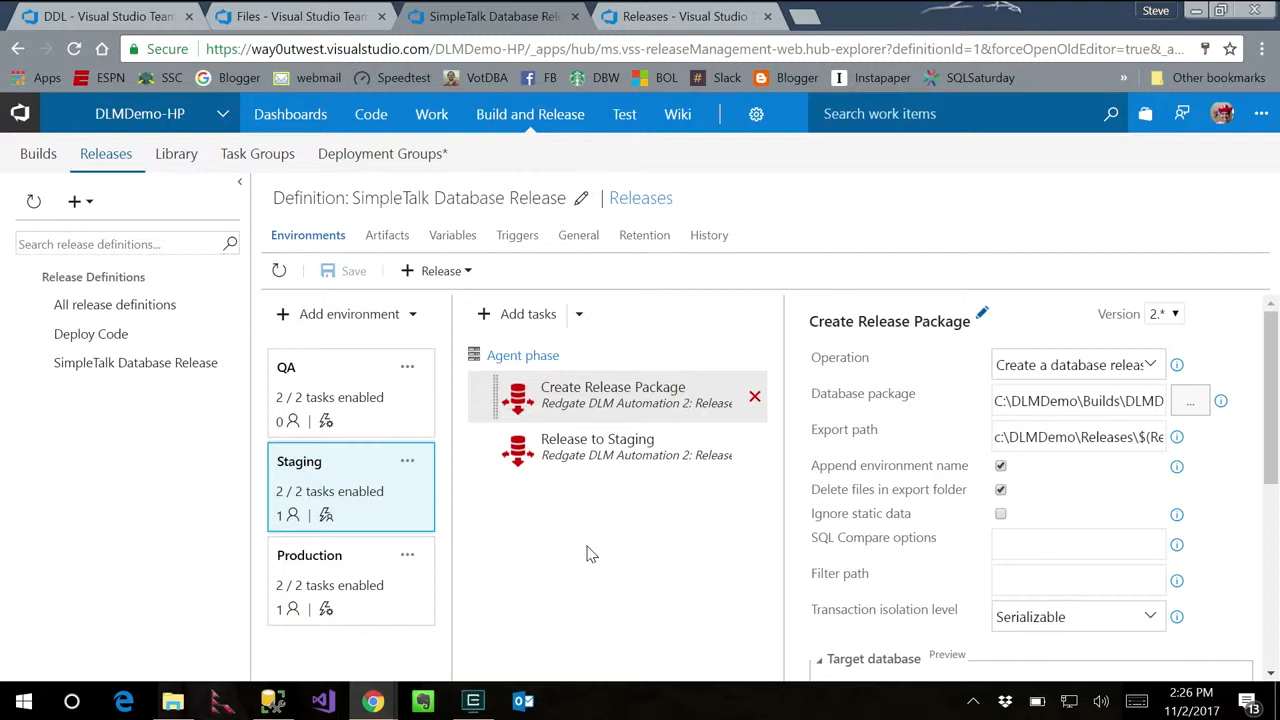 DDL - Visual Studio Team
Files - Visual Studio Team
SimpleTalk Database Rel
Releases - Visual Studio T
Steve
Secure
https://way0utwest.visualstudio.com/DLMDemo-HP/_apps/hub/ms.vss-releaseManagement-web.hub-explorer?definitionId=1&forceOpenOldEditor=true&_a...
Apps ESPN SSC Blogger webmail Speedtest VotDBA FB DBW BOL Slack Blogger Instapaper SQLSaturday » Other bookmarks
DLMDemo-HP Dashboards Code Work Build and Release Test Wiki Search work items
Builds Releases Library Task Groups Deployment Groups*
Definition: SimpleTalk Database Release | Releases
Environments Artifacts Variables Triggers General Retention History
Search release definitions...
Save Release
Release Definitions
All release definitions
Deploy Code
SimpleTalk Database Release
Add environment
QA
2 / 2 tasks enabled
0
Staging
2 / 2 tasks enabled
1
Production
2 / 2 tasks enabled
1
Add tasks
Agent phase
Create Release Package
Redgate DLM Automation 2: Release
Release to Staging
Redgate DLM Automation 2: Release
Create Release Package
Version 2.*
Operation Create a database releas
Database package C:\DLMDemo\Builds\DLMD ...
Export path c:\DLMDemo\Releases\$(Re
Append environment name
Delete files in export folder
Ignore static data
SQL Compare options
Filter path
Transaction isolation level Serializable
Target database Preview
2:26 PM
11/2/2017
13